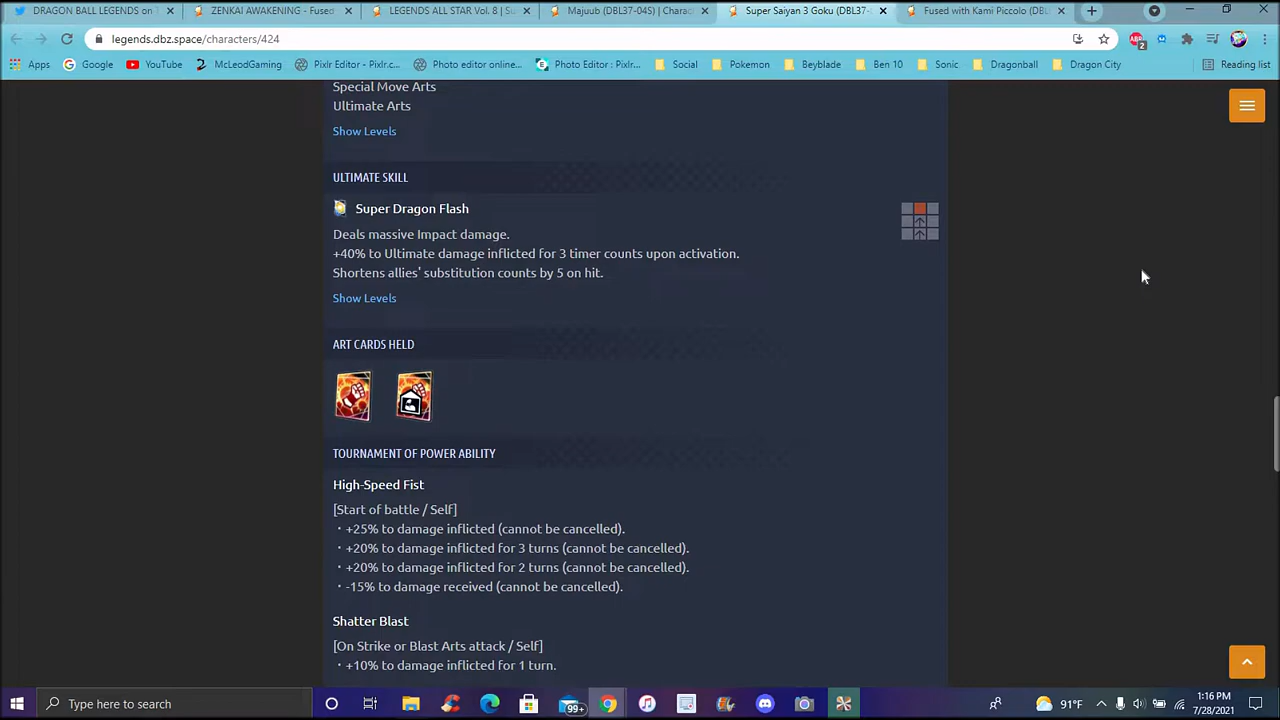 DRAGON BALL LEGENDS on T
ZENKAI AWAKENING - Fused
LEGENDS ALL STAR Vol. 8 | Su
Majuub (DBL37-04S) | Charac
Super Saiyan 3 Goku (DBL37-
Fused with Kami Piccolo (DBL
legends.dbz.space/characters/424
ABP
2
Apps
Google
YouTube
McLeodGaming
Pixlr Editor - Pixlr.c...
Photo editor online...
Photo Editor : Pixlr...
Social
Pokemon
Beyblade
Ben 10
Sonic
Dragonball
Dragon City
Reading list
Special Move Arts
Ultimate Arts
Show Levels
ULTIMATE SKILL
Super Dragon Flash
Deals massive Impact damage.
+40% to Ultimate damage inflicted for 3 timer counts upon activation.
Shortens allies' substitution counts by 5 on hit.
Show Levels
ART CARDS HELD
TOURNAMENT OF POWER ABILITY
High-Speed Fist
[Start of battle / Self]
・+25% to damage inflicted (cannot be cancelled).
・+20% to damage inflicted for 3 turns (cannot be cancelled).
・+20% to damage inflicted for 2 turns (cannot be cancelled).
・-15% to damage received (cannot be cancelled).
Shatter Blast
[On Strike or Blast Arts attack / Self]
・+10% to damage inflicted for 1 turn.
Type here to search
99+
91°F
1:16 PM
7/28/2021